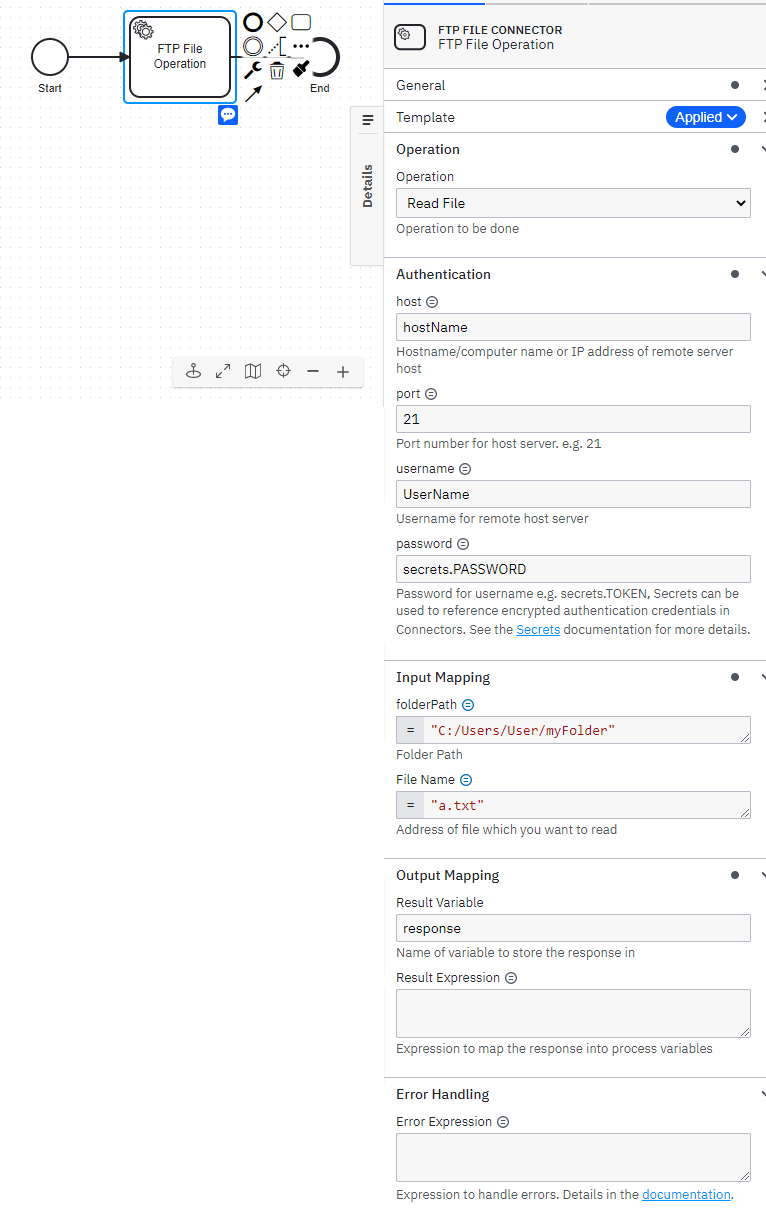 FTP File
Operation
Start
End
Details
FTP FILE CONNECTOR
FTP File Operation
General
Template
Applied
Operation
Operation
Read File
Operation to be done
Authentication
host
hostName
Hostname/computer name or IP address of remote server
host
port
21
Port number for host server. e.g. 21
username
UserName
Username for remote host server
password
secrets.PASSWORD
Password for username e.g. secrets.TOKEN, Secrets can be
used to reference encrypted authentication credentials in
Connectors. See the Secrets documentation for more details.
Input Mapping
folderPath
= "C:/Users/User/myFolder"
Folder Path
File Name
= "a.txt"
Address of file which you want to read
Output Mapping
Result Variable
response
Name of variable to store the response in
Result Expression
Expression to map the response into process variables
Error Handling
Error Expression
Expression to handle errors. Details in the documentation.